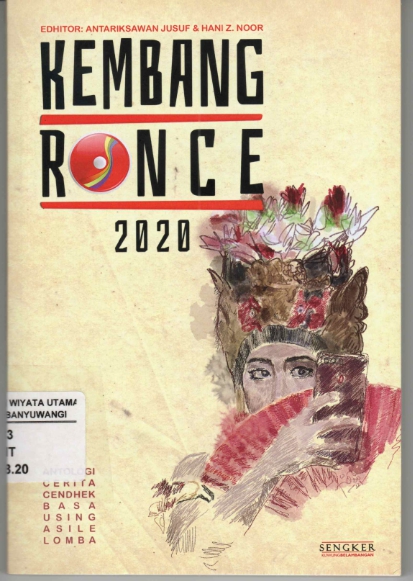 EDHITOR: ANTARIKSAWAN JUSUF & HANI Z. NOOR
KEMBANG
RONCE
2020
WIYATA UTAMA
BANYUWANGI
3
IT
3.20
ANTOLOGI
CERITA
CENDHEK
BASA
USING
ASILE
LOMBA
SENGKER